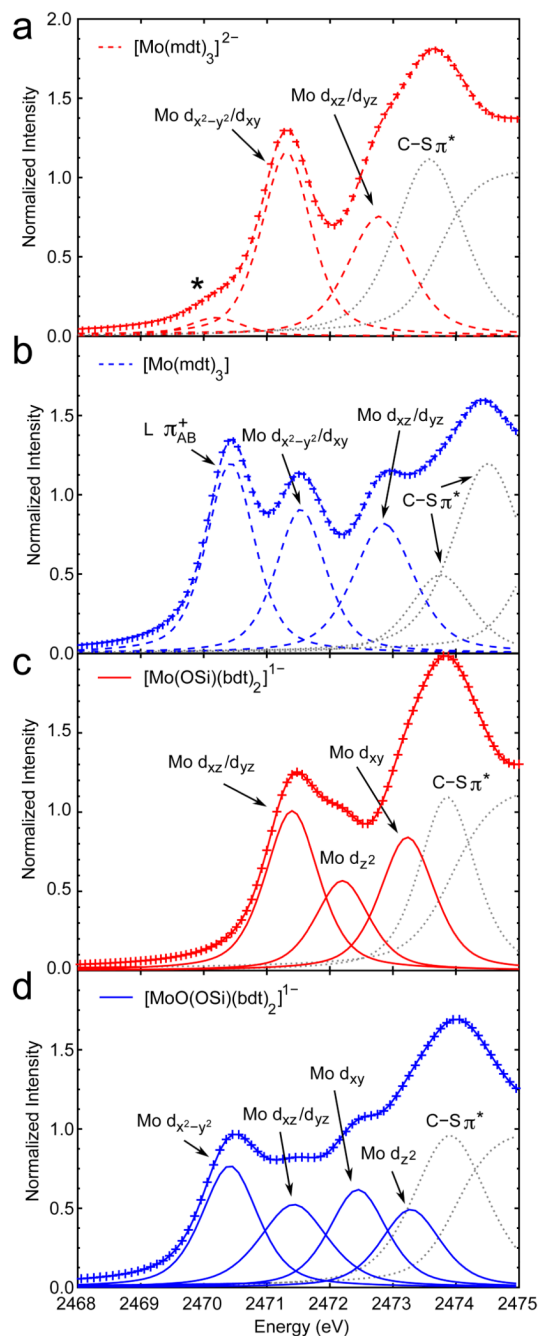 a
2.0
[Mo(mdt)₃]²⁻
Mo dₓz/dyz
Mo dₓ²₋y²/dₓy
C–S π*
1.5
1.0
0.5
0.0
*
Normalized Intensity
b
[Mo(mdt)₃]
L π⁺AB
Mo dₓ²₋y²/dₓy
Mo dₓz/dyz
C–S π*
1.5
1.0
0.5
0.0
Normalized Intensity
c
[Mo(OSi)(bdt)₂]¹⁻
Mo dₓy
Mo dₓz/dyz
C–S π*
Mo dz²
1.5
1.0
0.5
0.0
Normalized Intensity
d
[MoO(OSi)(bdt)₂]¹⁻
Mo dₓy
Mo dₓz/dyz
Mo dₓ²₋y²
C–S π*
Mo dz²
1.5
1.0
0.5
0.0
Normalized Intensity
2468 2469 2470 2471 2472 2473 2474 2475
Energy (eV)